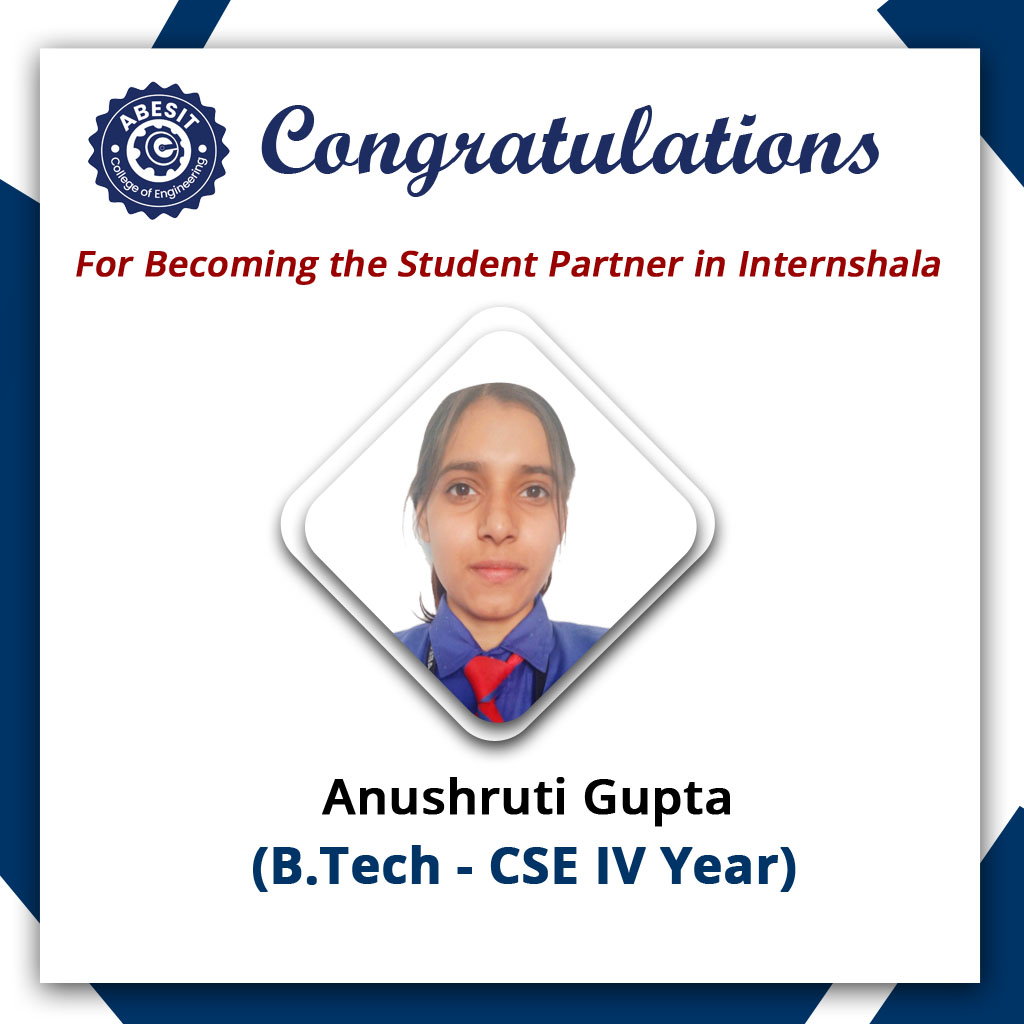 ABESIT
College of Engineering
Congratulations
For Becoming the Student Partner in Internshala
Anushruti Gupta
(B.Tech - CSE IV Year)